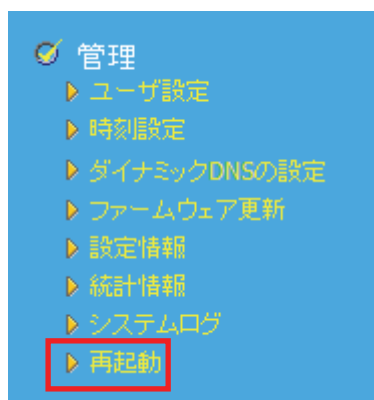 管理
ユーザ設定
時刻設定
ダイナミックDNSの設定
ファームウェア更新
設定情報
統計情報
システムログ
再起動